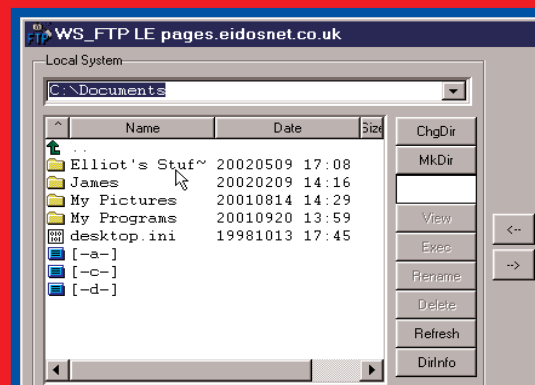 WS_FTP LE pages.eidosnet.co.uk
Local System
C:\Documents
^ Name Date Size
..
Elliot's Stuf~ 20020509 17:08
James 20020209 14:16
My Pictures 20010814 14:29
My Programs 20010920 13:59
desktop.ini 19981013 17:45
[-a-]
[-c-]
[-d-]
ChgDir
MkDir
View
Exec
Rename
Delete
Refresh
DirInfo
<--
-->